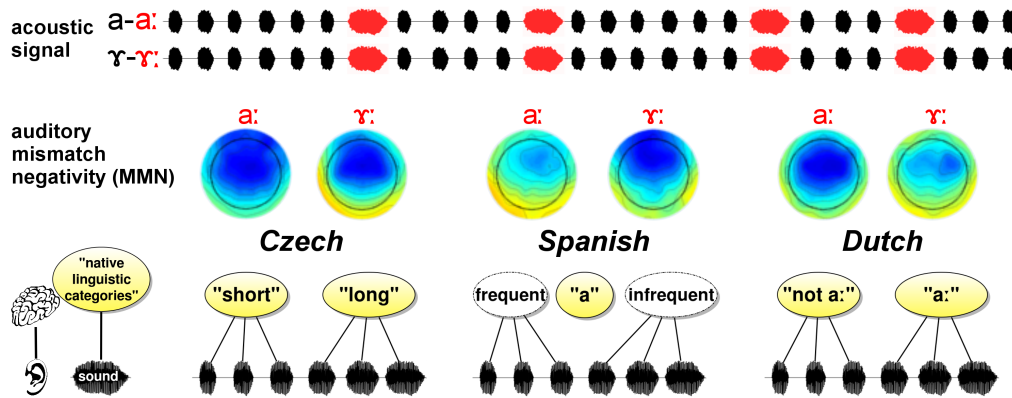 acoustic
signal
a-aː
ɤ-ɤː
auditory
mismatch
negativity (MMN)
aː ɤː aː ɤː aː ɤː
Czech Spanish Dutch
"native
linguistic
categories"
"short" "long" frequent "a" infrequent "not aː" "aː"
sound